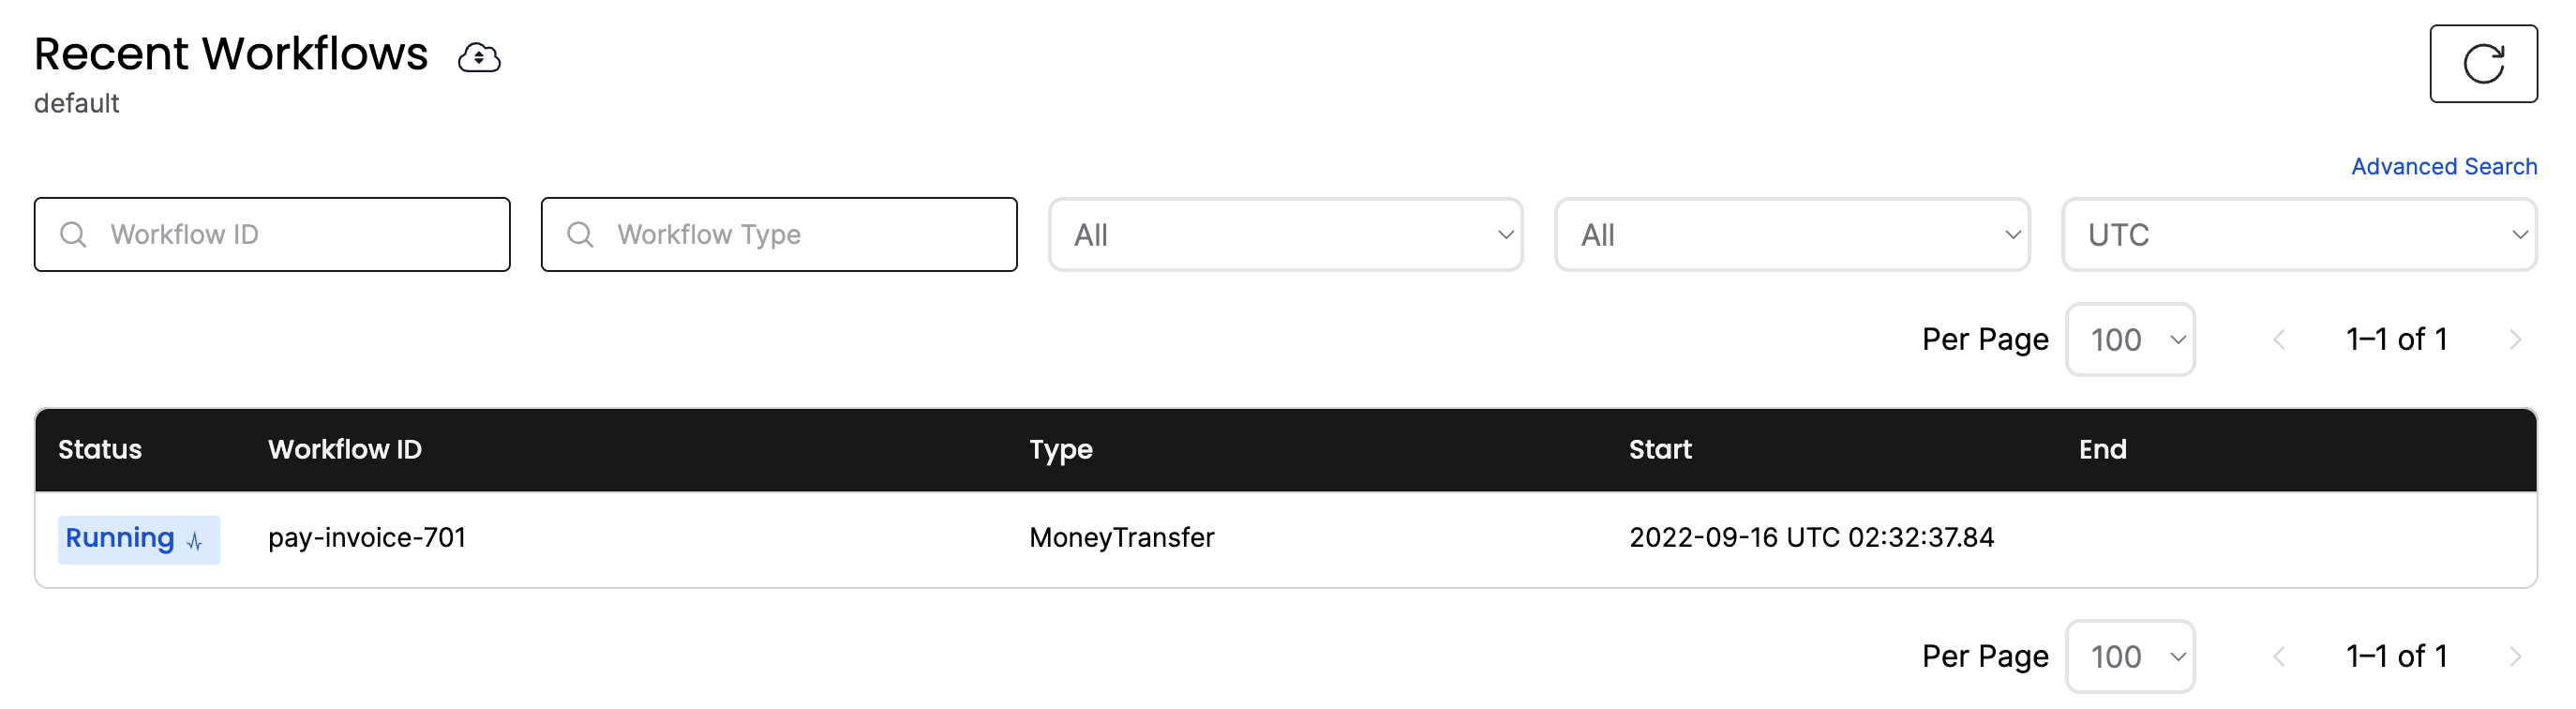 Recent Workflows
default
Advanced Search
Workflow ID Workflow Type All All UTC
Per Page 100 1–1 of 1
Status Workflow ID Type Start End
Running pay-invoice-701 MoneyTransfer 2022-09-16 UTC 02:32:37.84
Per Page 100 1–1 of 1